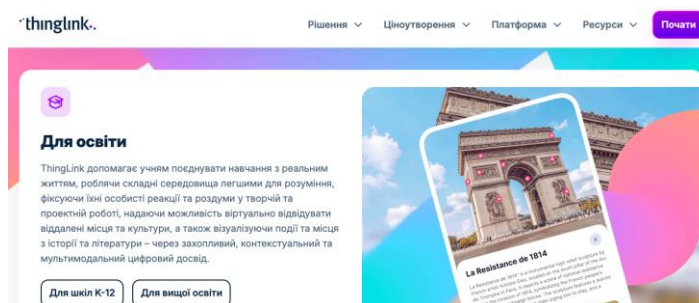 thinglink..
Рішення
Ціноутворення
Платформа
Ресурси
Почати
Для освіти
ThingLink допомагає учням поєднувати навчання з реальним
життям, роблячи складні середовища легшими для розуміння,
фіксуючи їхні особисті реакції та роздуми у творчій та
проектній роботі, надаючи можливість віртуально відвідувати
віддалені місця та культури, а також візуалізуючи події та місця
з історії та літератури – через захопливий, контекстуальний та
мультимодальний цифровий досвід.
Для шкіл К-12
Для вищої освіти
La Resistance de 1814